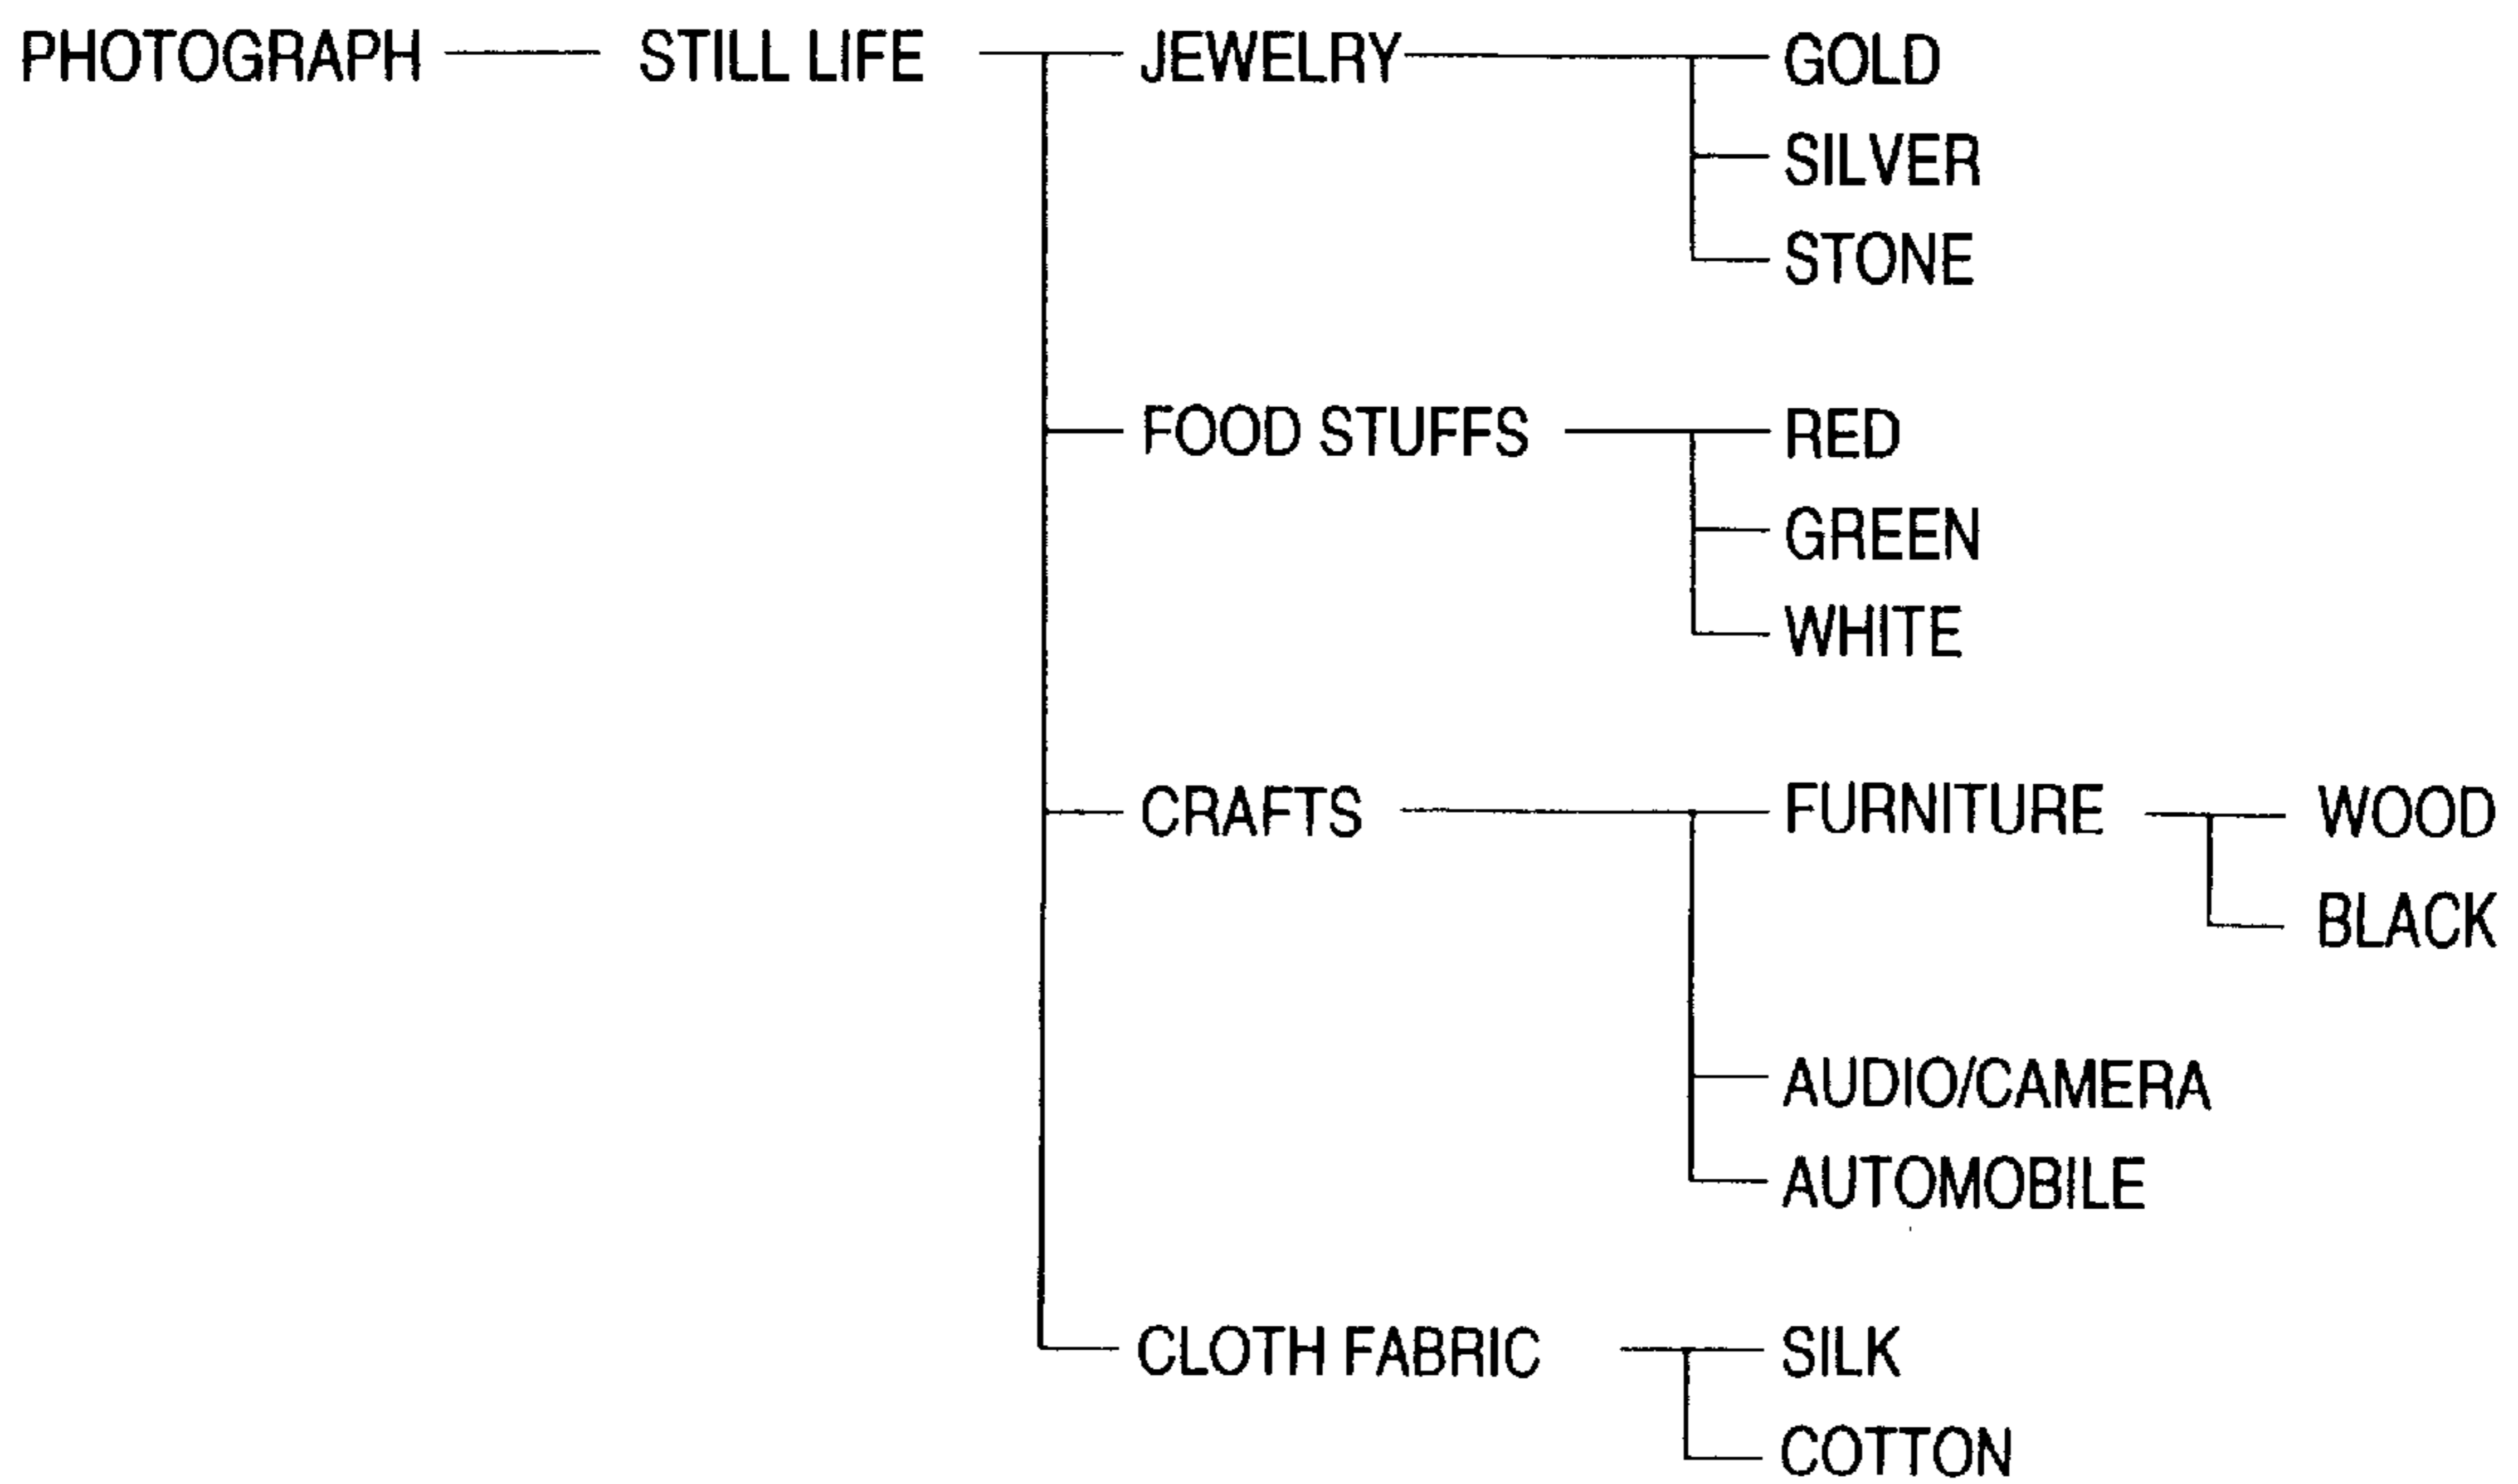 PHOTOGRAPH STILL LIFE JEWELRY GOLD
SILVER
STONE
FOOD STUFFS RED
GREEN
WHITE
CRAFTS FURNITURE WOOD
BLACK
AUDIO/CAMERA
AUTOMOBILE
CLOTH FABRIC SILK
COTTON